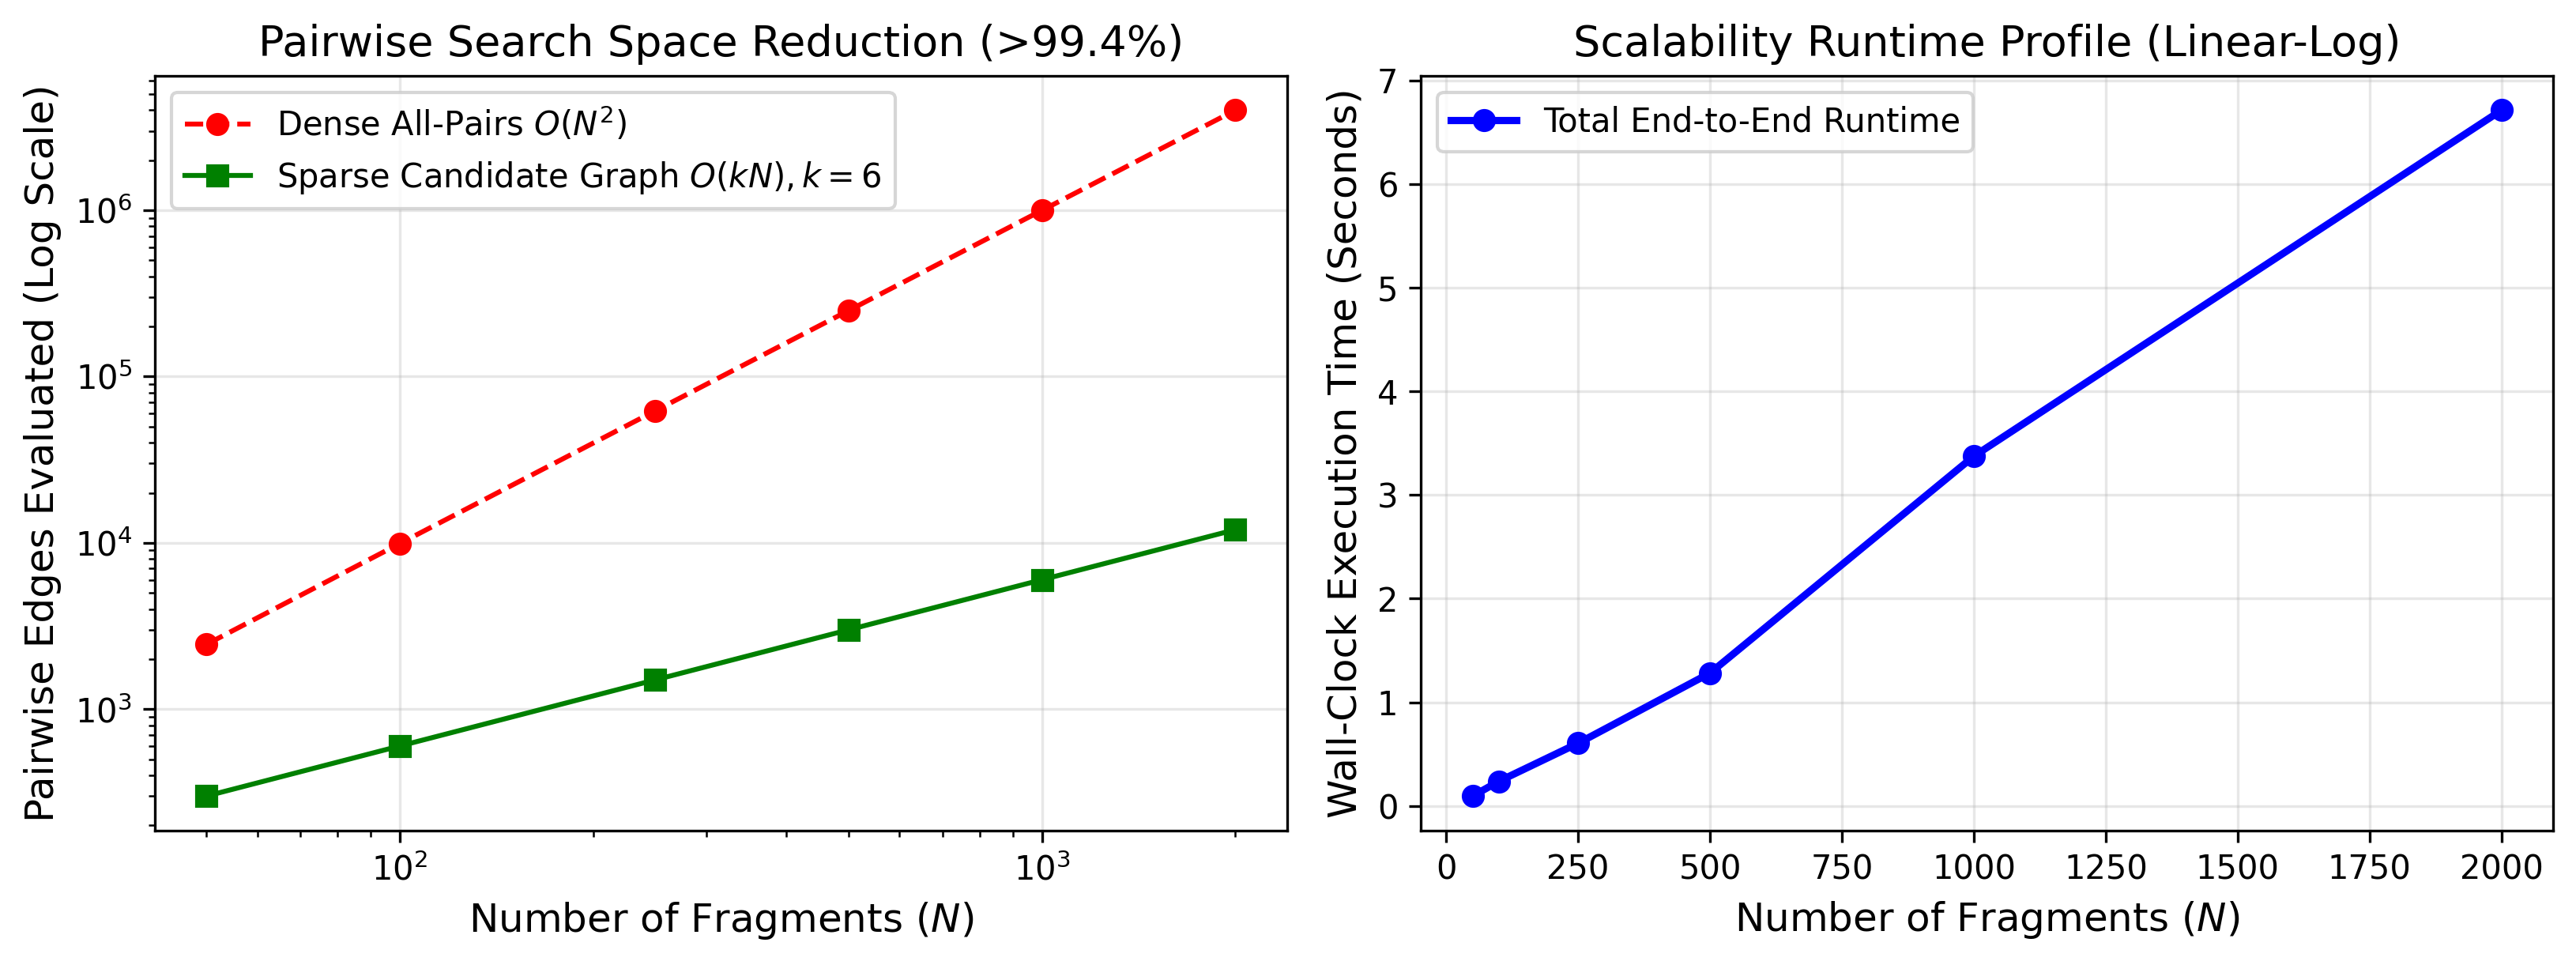 Pairwise Search Space Reduction (>99.4%)
Pairwise Edges Evaluated (Log Scale)
Dense All-Pairs O(N²)
Sparse Candidate Graph O(kN), k = 6
10⁶
10⁵
10⁴
10³
10² 10³
Number of Fragments (N)
Scalability Runtime Profile (Linear-Log)
Wall-Clock Execution Time (Seconds)
Total End-to-End Runtime
7
6
5
4
3
2
1
0
0 250 500 750 1000 1250 1500 1750 2000
Number of Fragments (N)